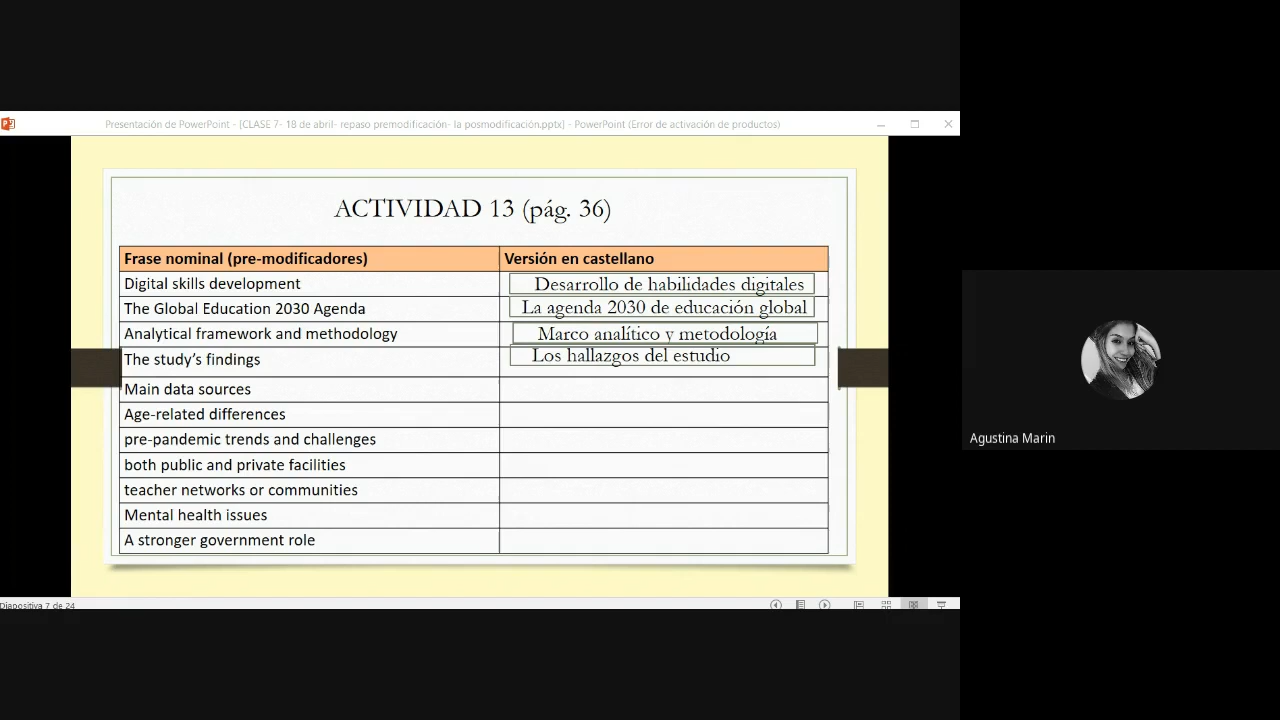 Presentación de PowerPoint - [CLASE 7- 18 de abril- repaso premodificación- la posmodificación.pptx] - PowerPoint (Error de activación de productos)
ACTIVIDAD 13 (pág. 36)
Frase nominal (pre-modificadores) Versión en castellano
Digital skills development Desarrollo de habilidades digitales
The Global Education 2030 Agenda La agenda 2030 de educación global
Analytical framework and methodology Marco analítico y metodología
The study's findings Los hallazgos del estudio
Main data sources
Age-related differences
pre-pandemic trends and challenges
both public and private facilities
teacher networks or communities
Mental health issues
A stronger government role
Diapositiva 7 de 24
Agustina Marin